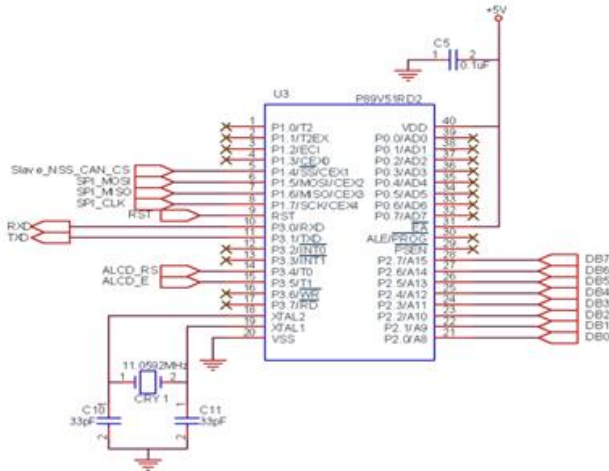 +5V
C5
1 2
0.1uF
U3
P89V51RD2
1 P1.0/T2 VDD 40
2 P1.1/T2EX P0.0/AD0 39
3 P1.2/ECI P0.1/AD1 38
4 P1.3/CEX0 P0.2/AD2 37
Slave_NSS_CAN_CS 5 P1.4/SS/CEX1 P0.3/AD3 36
SPI_MOSI 6 P1.5/MOSI/CEX2 P0.4/AD4 35
SPI_MISO 7 P1.6/MISO/CEX3 P0.5/AD5 34
SPI_CLK 8 P1.7/SCK/CEX4 P0.6/AD6 33
RST 9 RST P0.7/AD7 32
RXD 10 P3.0/RXD EA 31
TXD 11 P3.1/TXD ALE/PROG 30
12 P3.2/INT0 PSEN 29
13 P3.3/INT1 P2.7/A15 28 DB7
ALCD_RS 14 P3.4/T0 P2.6/A14 27 DB6
ALCD_E 15 P3.5/T1 P2.5/A13 26 DB5
16 P3.6/WR P2.4/A12 25 DB4
17 P3.7/RD P2.3/A11 24 DB3
18 XTAL2 P2.2/A10 23 DB2
19 XTAL1 P2.1/A9 22 DB1
20 VSS P2.0/A8 21 DB0
11.0592MHz
1 2
CRY 1
C10 1 1 C11
33pF 33pF
2 2